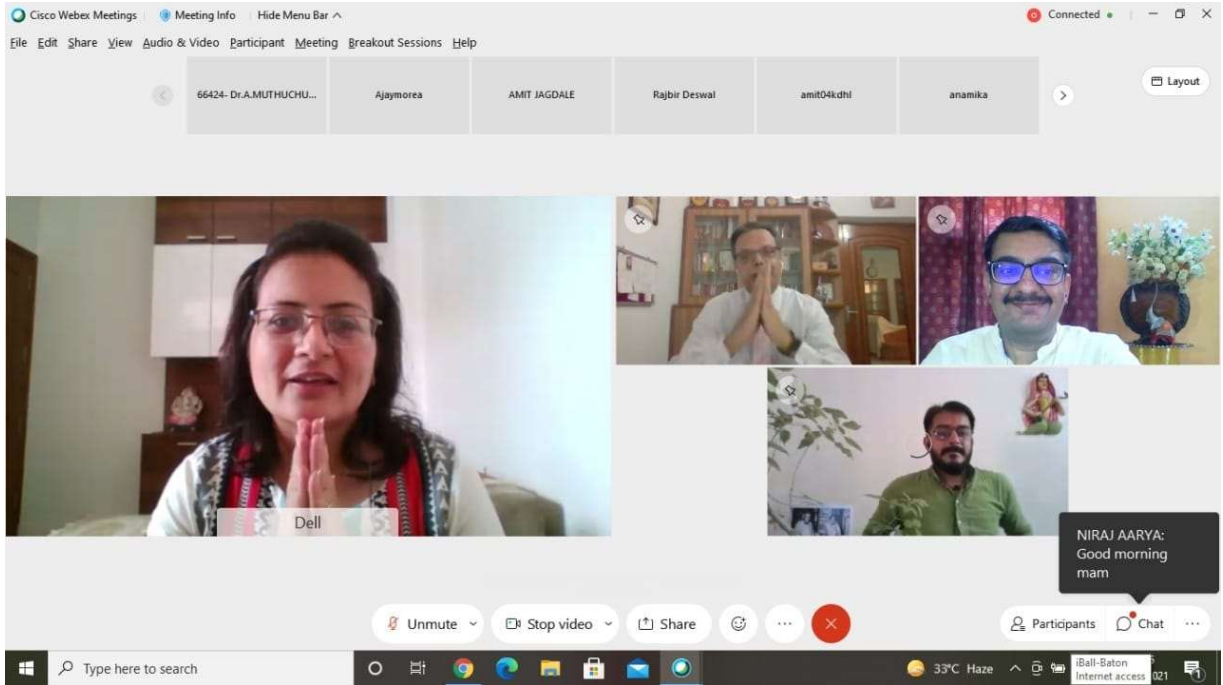 Cisco Webex Meetings Meeting Info Hide Menu Bar Connected
File Edit Share View Audio & Video Participant Meeting Breakout Sessions Help
66424- Dr.A.MUTHUCHU... Ajaymorea AMIT JAGDALE Rajbir Deswal amit04kdhl anamika
Layout
Dell
NIRAJ AARYA:
Good morning
mam
Unmute Stop video Share Participants Chat
Type here to search 33°C Haze
iBall-Baton
Internet access 021
1